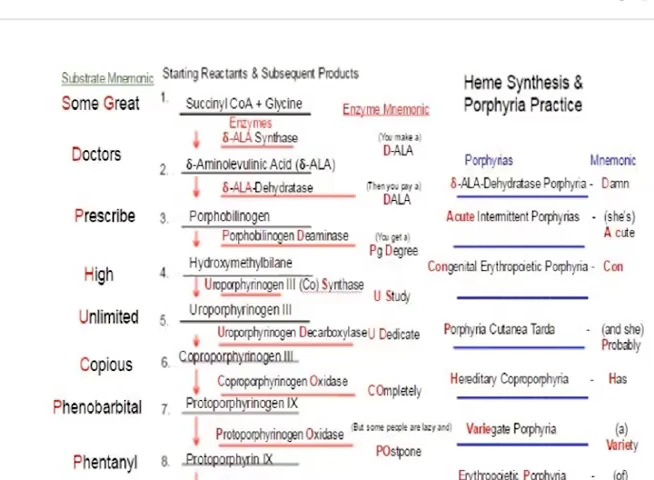 Substrate Mnemonic
Starting Reactants & Subsequent Products
Heme Synthesis &
Porphyria Practice
Some Great
1.
Succinyl CoA + Glycine
Enzyme Mnemonic
Enzymes
δ-ALA Synthase
(You make a)
D-ALA
Doctors
2.
δ-Aminolevulinic Acid (δ-ALA)
Porphyrias
Mnemonic
δ-ALA-Dehydratase
(Then you pay a)
DALA
δ-ALA-Dehydratase Porphyria - Damn
Prescribe
3.
Porphobilinogen
Acute Intermittent Porphyrias - (she's)
A cute
Porphobilinogen Deaminase
(You get a)
Pg Degree
High
4.
Hydroxymethylbilane
Congenital Erythropoietic Porphyria - Con
Uroporphyrinogen III (Co) Synthase
U Study
Unlimited
5.
Uroporphyrinogen III
Uroporphyrinogen Decarboxylase
U Dedicate
Porphyria Cutanea Tarda - (and she)
Probably
Copious
6.
Coproporphyrinogen III
Coproporphyrinogen Oxidase
COmpletely
Hereditary Coproporphyria - Has
Phenobarbital
7.
Protoporphyrinogen IX
Protoporphyrinogen Oxidase
(But some people are lazy and)
POstpone
Variegate Porphyria
(a)
Variety
Phentanyl
8.
Protoporphyrin IX
Erythropoietic Porphyria - (of)